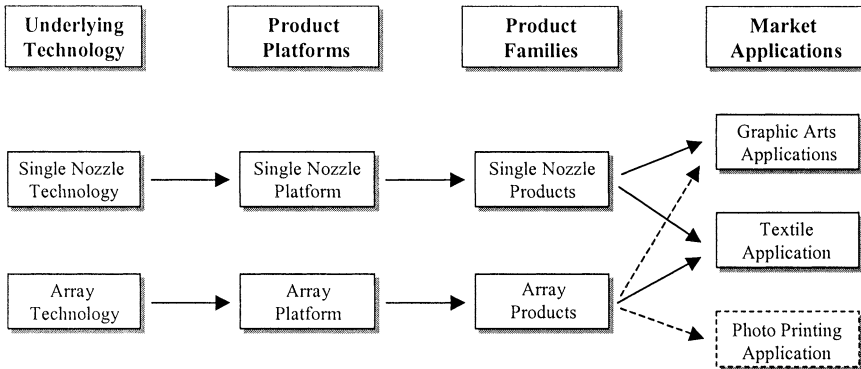 Underlying
Technology
Product
Platforms
Product
Families
Market
Applications
Single Nozzle
Technology
Single Nozzle
Platform
Single Nozzle
Products
Graphic Arts
Applications
Textile
Application
Array
Technology
Array
Platform
Array
Products
Photo Printing
Application